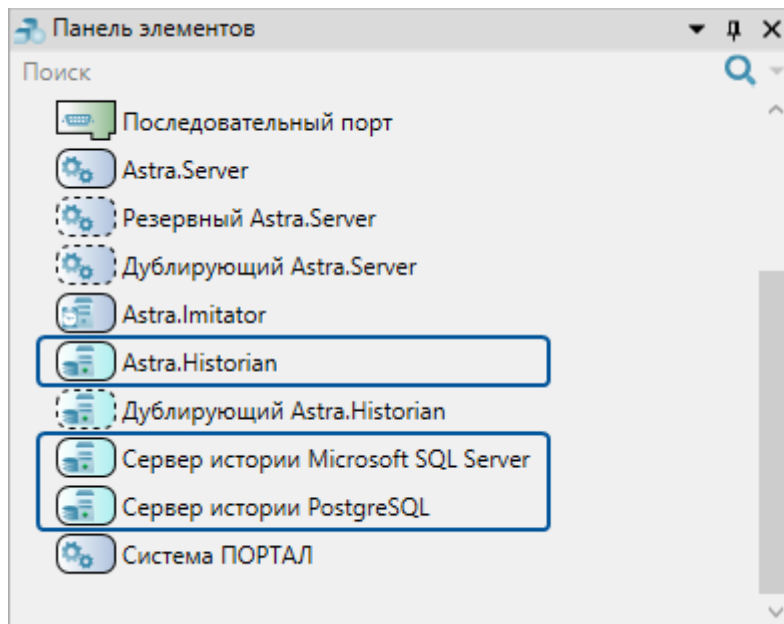 Панель элементов
Поиск
Последовательный порт
Astra.Server
Резервный Astra.Server
Дублирующий Astra.Server
Astra.Imitator
Astra.Historian
Дублирующий Astra.Historian
Сервер истории Microsoft SQL Server
Сервер истории PostgreSQL
Система ПОРТАЛ